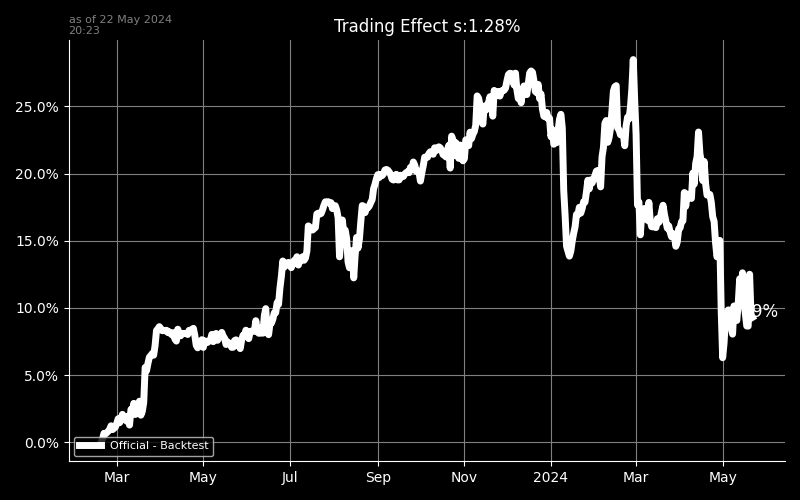 as of 22 May 2024
20:23
Trading Effect s:1.28%
25.0%
20.0%
15.0%
10.0%
5.0%
0.0%
9%
Official - Backtest
Mar May Jul Sep Nov 2024 Mar May